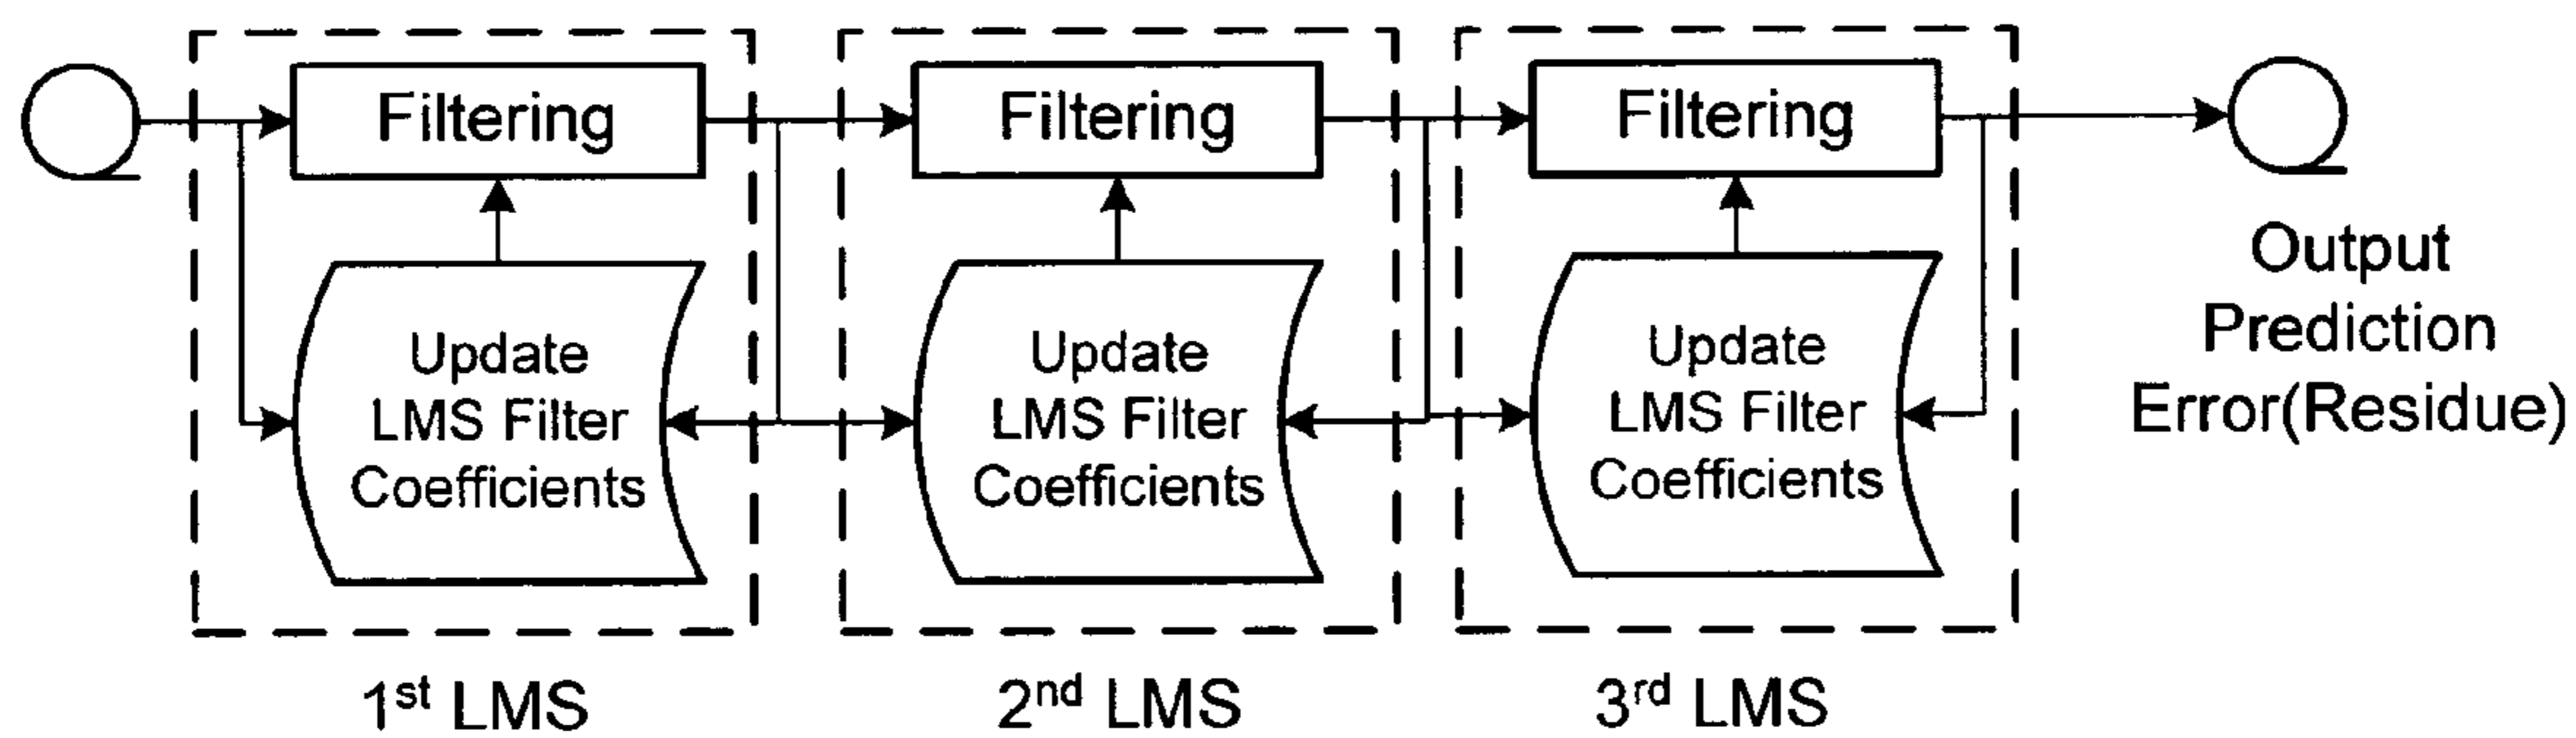 Filtering
Filtering
Filtering
Update
LMS Filter
Coefficients
Update
LMS Filter
Coefficients
Update
LMS Filter
Coefficients
Output
Prediction
Error(Residue)
1st LMS
2nd LMS
3rd LMS